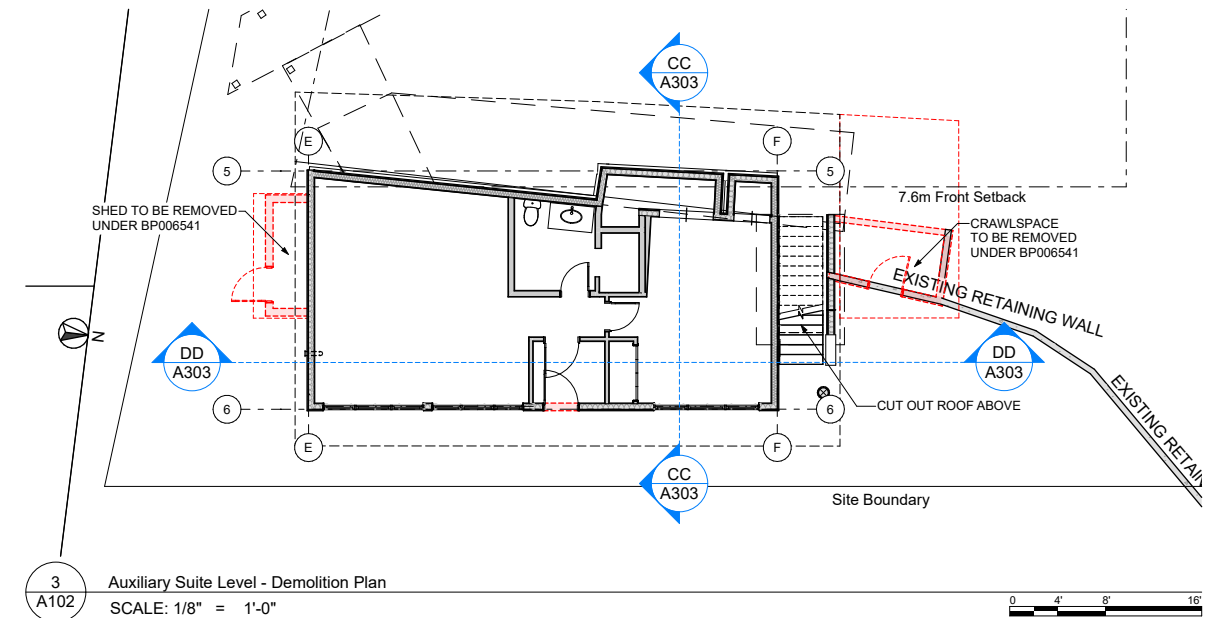 CC
A303
E
F
5
5
7.6m Front Setback
SHED TO BE REMOVED
UNDER BP006541
CRAWLSPACE
TO BE REMOVED
UNDER BP006541
EXISTING RETAINING WALL
N
DD
A303
DD
A303
EXISTING RETAIN
6
6
CUT OUT ROOF ABOVE
E
F
CC
A303
Site Boundary
3
A102
Auxiliary Suite Level - Demolition Plan
SCALE: 1/8" = 1'-0"
0 4' 8' 16'